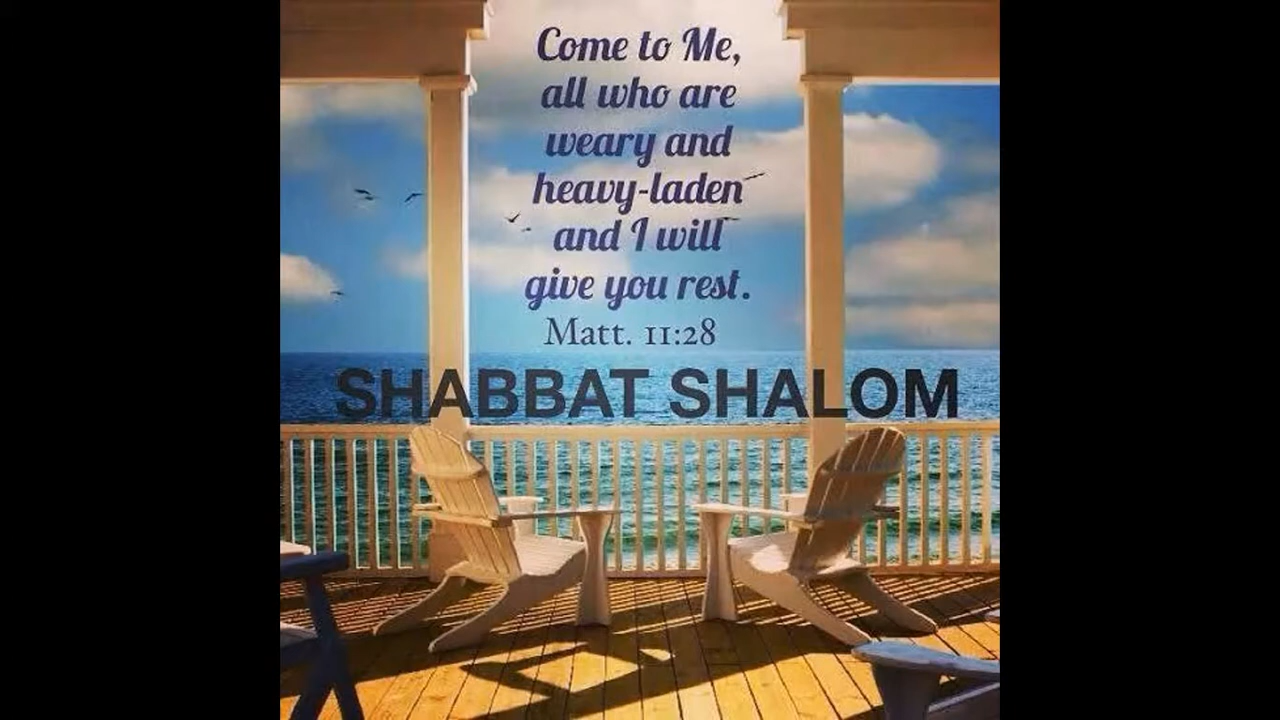 Come to Me,
all who are
weary and
heavy-laden
and I will
give you rest.
Matt. 11:28
SHABBAT SHALOM